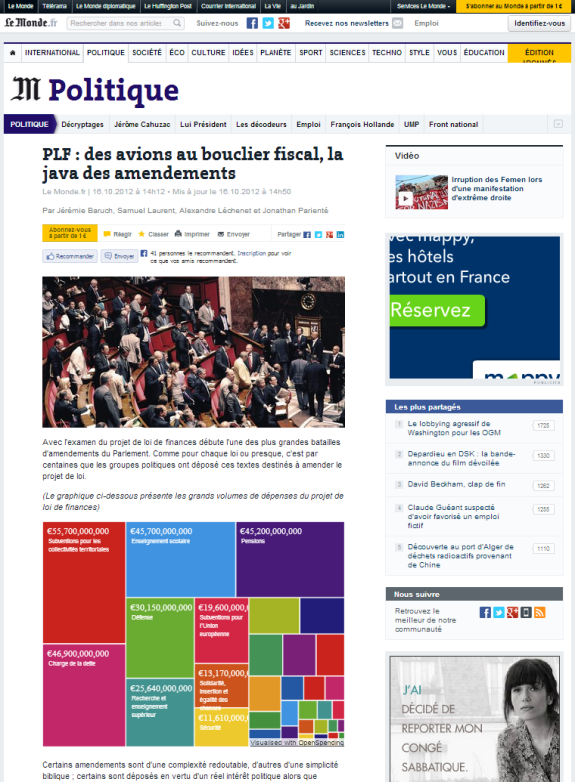 Le Monde Télérama Le Monde diplomatique Le Huffington Post Courrier International La Vie au Jardin Services Le Monde S'abonner au Monde à partir de 1 €
Le Monde.fr Rechercher dans nos articles Suivez-nous Recevez nos newsletters Emploi Identifiez-vous
INTERNATIONAL POLITIQUE SOCIÉTÉ ÉCO CULTURE IDÉES PLANÈTE SPORT SCIENCES TECHNO STYLE VOUS ÉDUCATION ÉDITION
ABONNÉS
M Politique
POLITIQUE Décryptages Jérôme Cahuzac Lui Président Les décodeurs Emploi François Hollande UMP Front national
PLF : des avions au bouclier fiscal, la
java des amendements
Le Monde.fr | 16.10.2012 à 14h12 • Mis à jour le 16.10.2012 à 14h50
Par Jérémie Baruch, Samuel Laurent, Alexandre Léchenet et Jonathan Parienté
Abonnez-vous
à partir de 1 €
Réagir Classer Imprimer Envoyer Partager
Recommander Envoyer 41 personnes le recommandent. Inscription pour voir
ce que vos amis recommandent.
Avec l'examen du projet de loi de finances débute l'une des plus grandes batailles
d'amendements du Parlement. Comme pour chaque loi ou presque, c'est par
centaines que les groupes politiques ont déposé ces textes destinés à amender le
projet de loi.
(Le graphique ci-dessous présente les grands volumes de dépenses du projet de
loi de finances)
€55,700,000,000
Subventions pour les
collectivités territoriales
€45,700,000,000
Enseignement scolaire
€45,200,000,000
Pensions
€46,900,000,000
Charge de la dette
€30,150,000,000
Défense
€19,600,000,
Subventions pour
l'Union
européenne
€25,640,000,000
Recherche et
enseignement
supérieur
€13,170,000,
Solidarité,
insertion et
égalité des
chances
€11,610,000,
Sécurité
Visualised with OpenSpending
Certains amendements sont d'une complexité redoutable, d'autres d'une simplicité
biblique ; certains sont déposés en vertu d'un réel intérêt politique alors que
Vidéo
Irruption des Femen lors
d'une manifestation
d'extrême droite
vec mappy,
es hôtels
artout en France
Réservez
mappy
PUBLICITÉ
Les plus partagés
1 Le lobbying agressif de
Washington pour les OGM 1725
2 Depardieu en DSK : la bande-
annonce du film dévoilée 1330
3 David Beckham, clap de fin 1262
4 Claude Guéant suspecté
d'avoir favorisé un emploi
fictif 1255
5 Découverte au port d'Alger de
déchets radioactifs provenant
de Chine 1110
Nous suivre
Retrouvez le
meilleur de notre
communauté
J'AI
DÉCIDÉ DE
REPORTER MON
CONGÉ
SABBATIQUE.